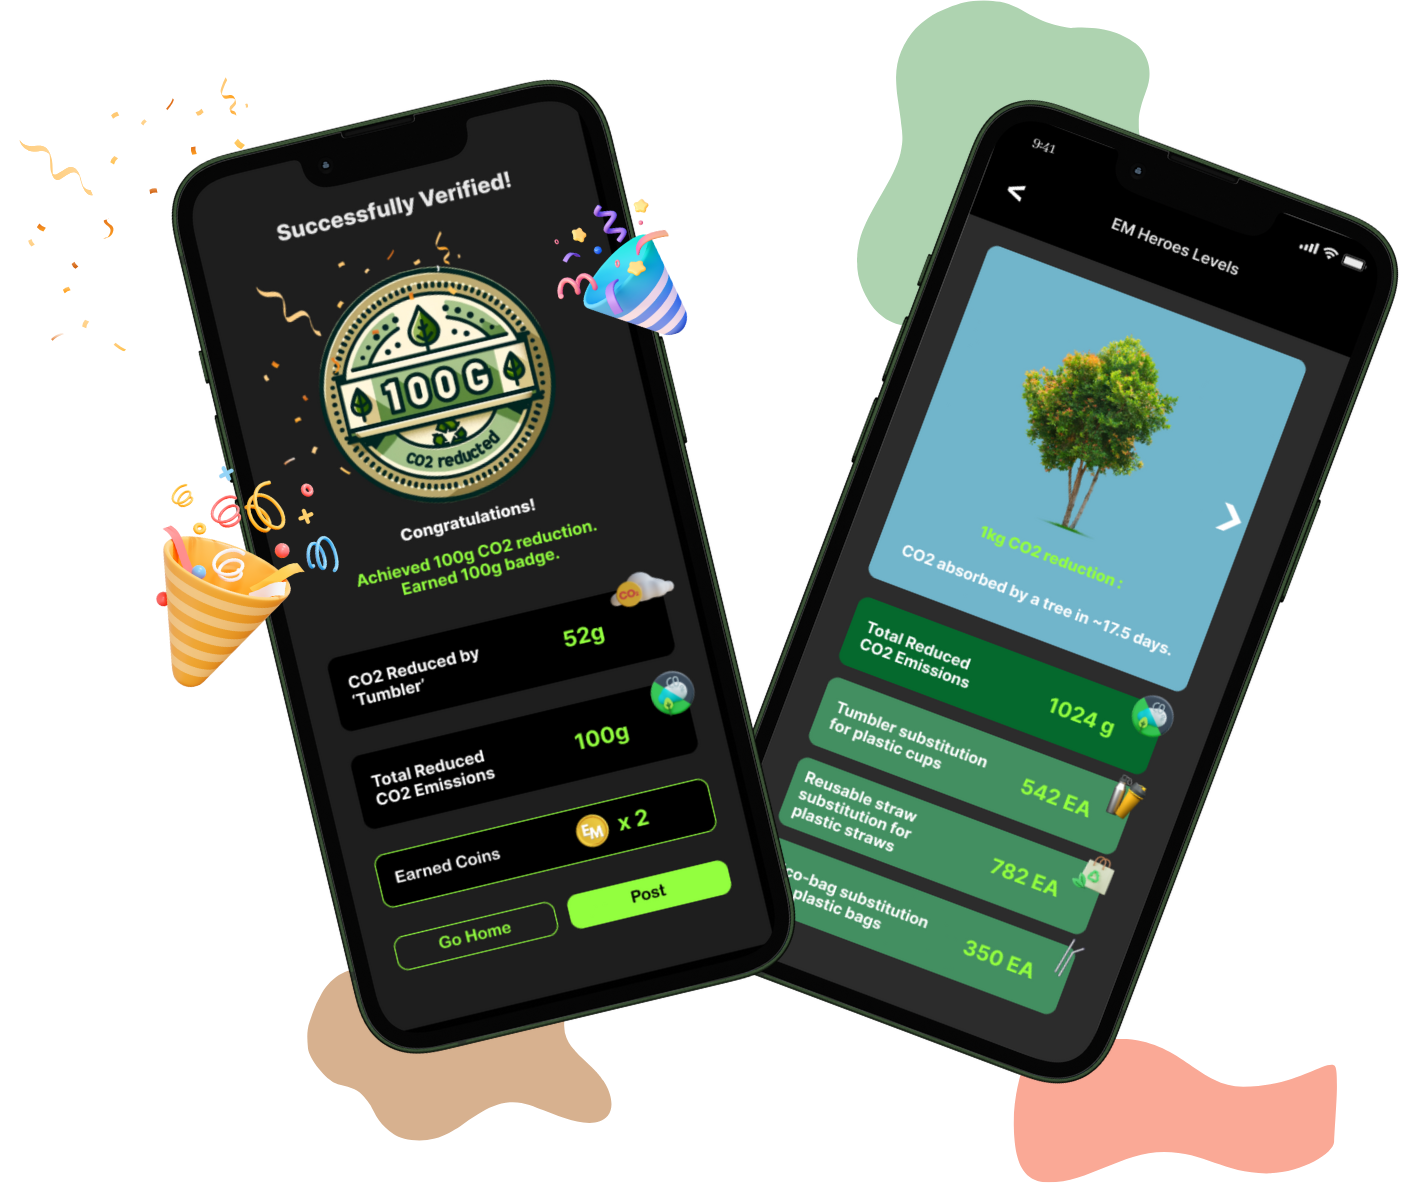 Successfully Verified!
100G
CO2 reducted
Congratulations!
Achieved 100g CO2 reduction.
Earned 100g badge.
CO2 Reduced by
‘Tumbler’
52g
CO₂
Total Reduced
CO2 Emissions
100g
Earned Coins
EM
x 2
Go Home
Post
9:41
<
EM Heroes Levels
1kg CO2 reduction :
CO2 absorbed by a tree in ~17.5 days.
Total Reduced
CO2 Emissions
1024 g
Tumbler substitution
for plastic cups
542 EA
Reusable straw
substitution for
plastic straws
782 EA
co-bag substitution
plastic bags
350 EA